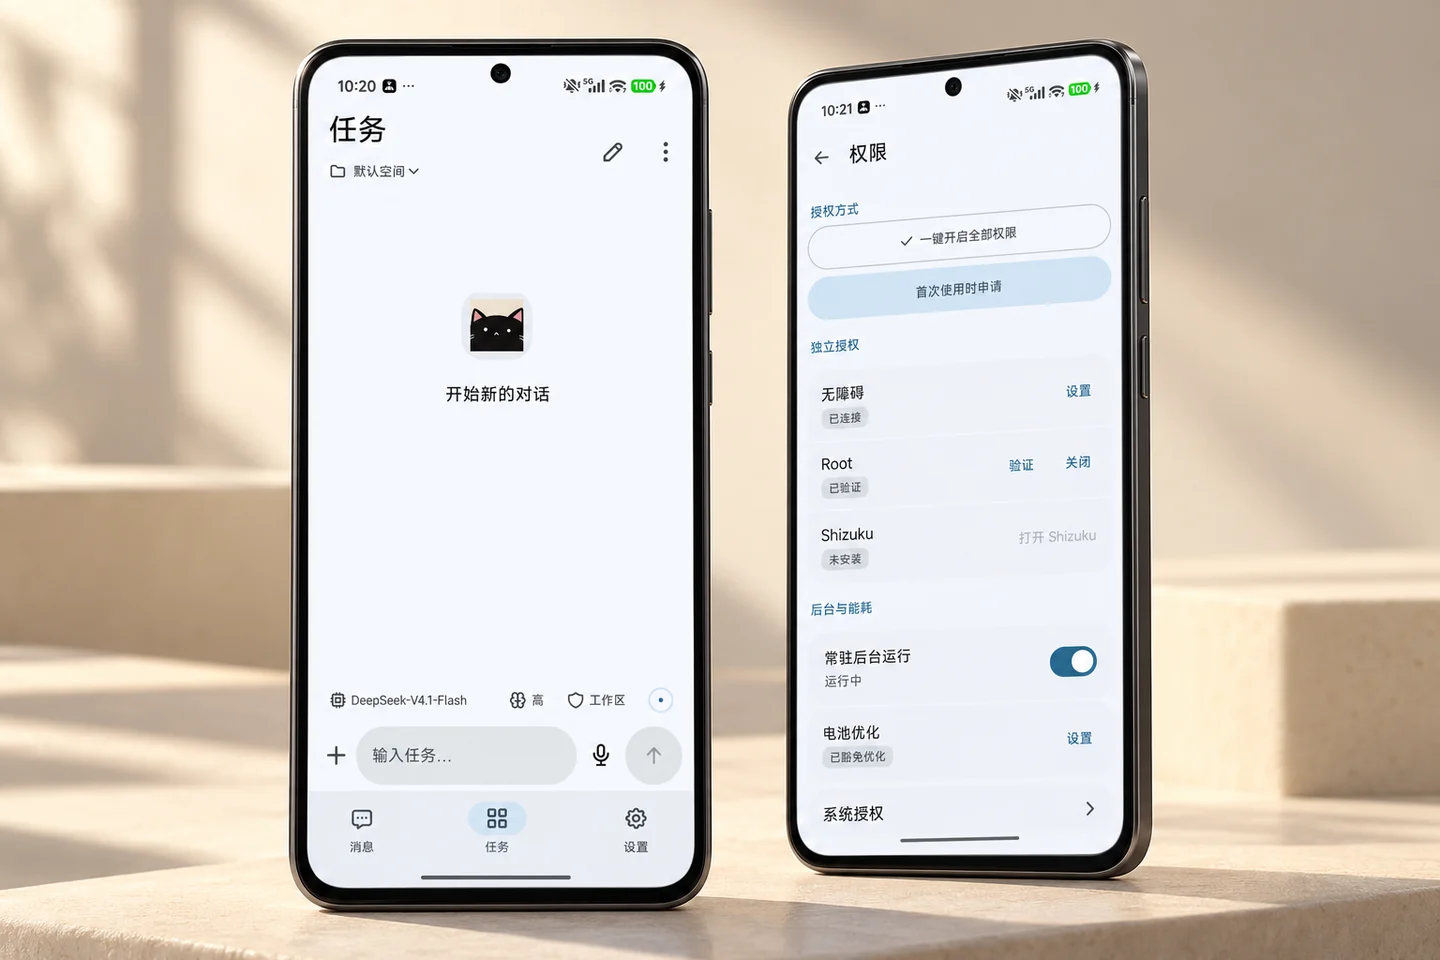 10:20
5G
100
任务
默认空间
开始新的对话
DeepSeek-V4.1-Flash
高
工作区
输入任务...
消息
任务
设置
10:21
5G
100
权限
授权方式
一键开启全部权限
首次使用时申请
独立授权
无障碍
设置
已连接
Root
验证
关闭
已验证
Shizuku
打开 Shizuku
未安装
后台与能耗
常驻后台运行
运行中
电池优化
设置
已豁免优化
系统授权